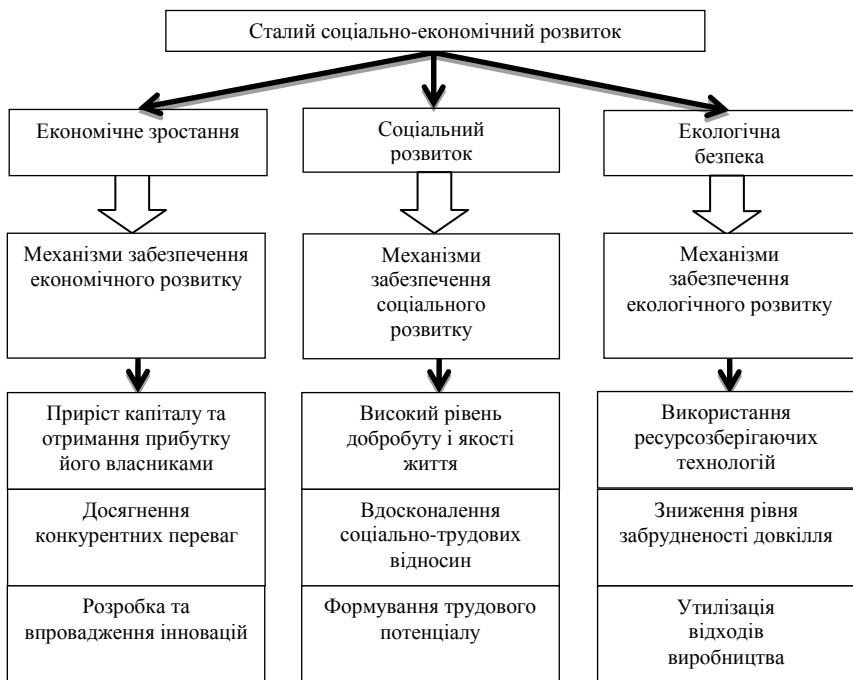 Сталий соціально-економічний розвиток
Економічне зростання
Соціальний
розвиток
Екологічна
безпека
Механізми забезпечення
економічного розвитку
Механізми
забезпечення
соціального
розвитку
Механізми
забезпечення
екологічного розвитку
Приріст капіталу та
отримання прибутку
його власниками
Високий рівень
добробуту і якості
життя
Використання
ресурсозберігаючих
технологій
Досягнення
конкурентних переваг
Вдосконалення
соціально-трудових
відносин
Зниження рівня
забрудненості довкілля
Розробка та
впровадження інновацій
Формування трудового
потенціалу
Утилізація
відходів
виробництва